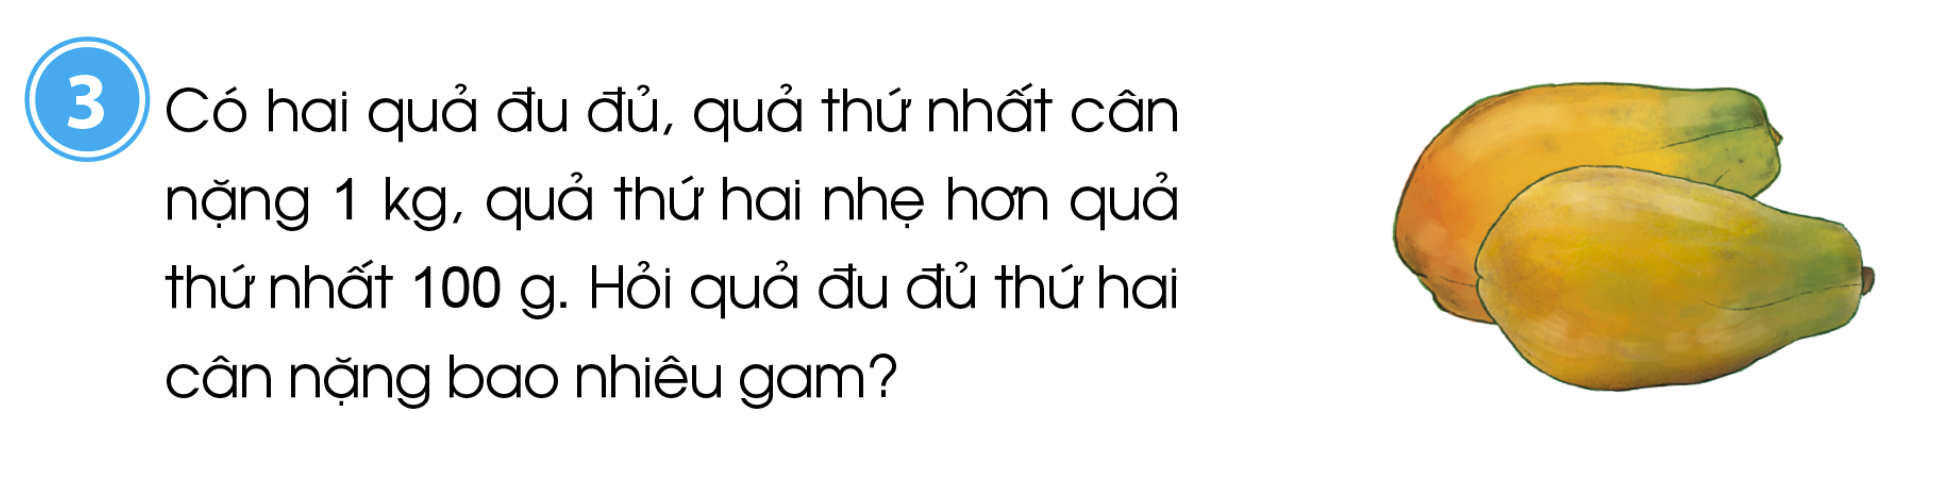 3
Có hai quả đu đủ, quả thứ nhất cân
nặng 1 kg, quả thứ hai nhẹ hơn quả
thứ nhất 100 g. Hỏi quả đu đủ thứ hai
cân nặng bao nhiêu gam?